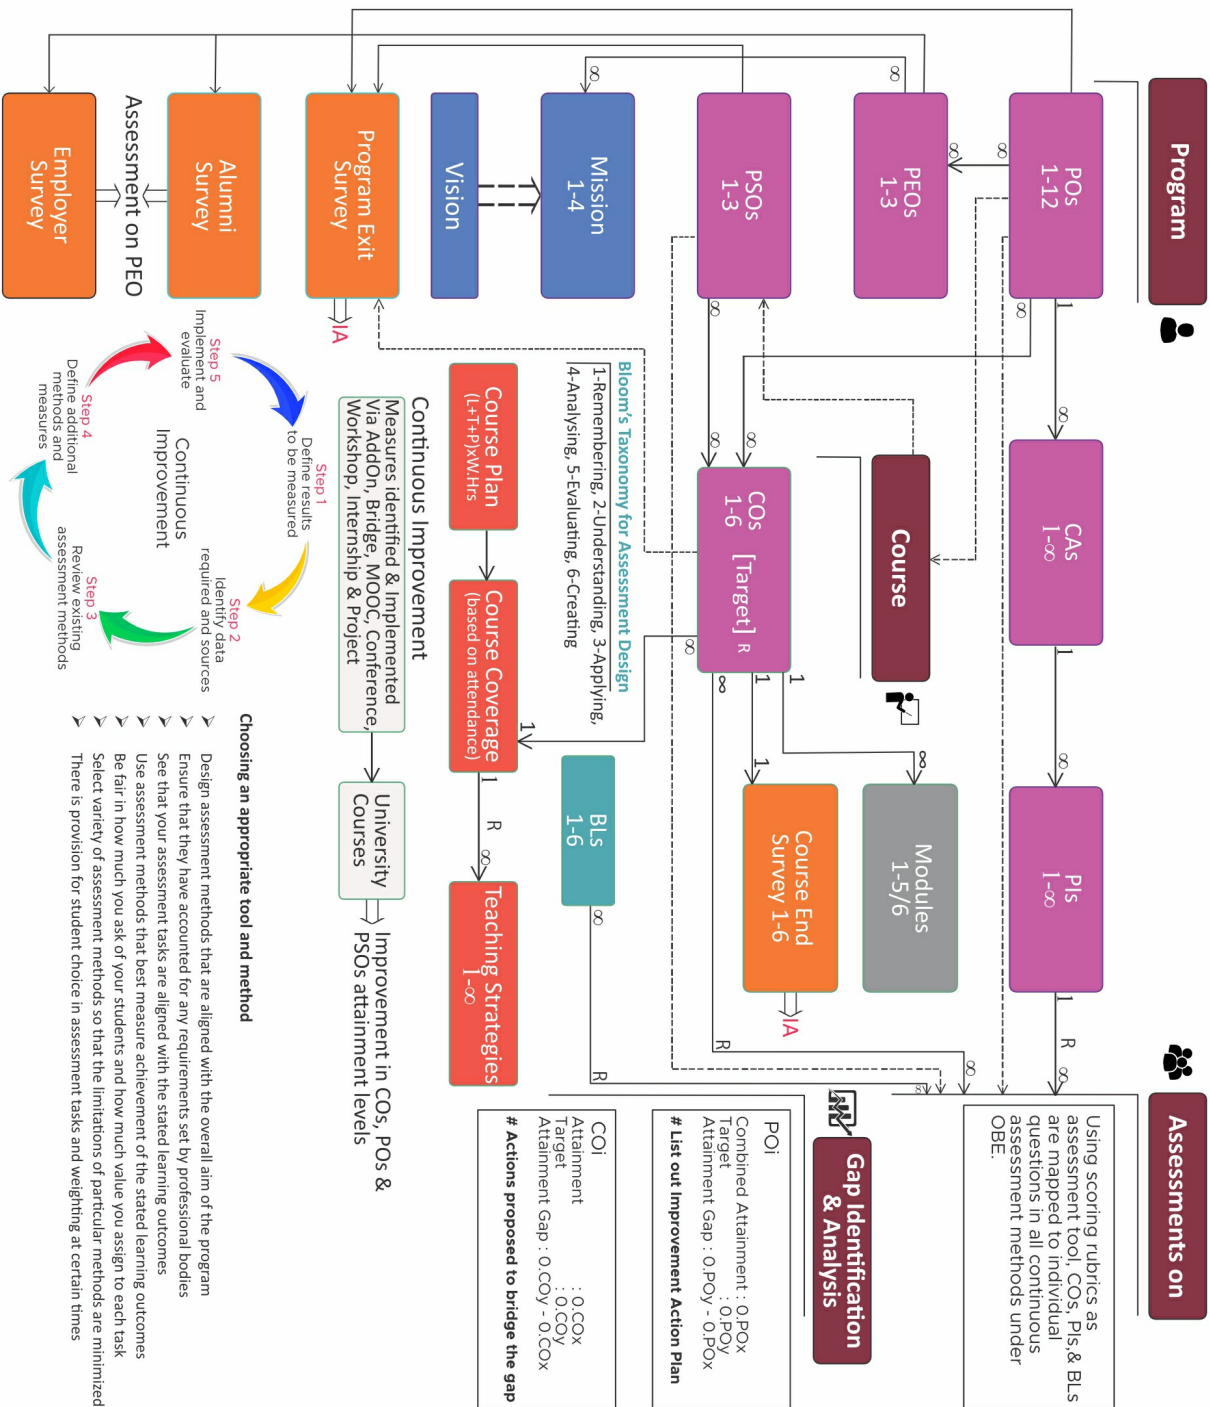 Program
POs
1-12
PEOs
1-3
PSOs
1-3
Mission
1-4
Vision
Program Exit
Survey
Alumni
Survey
Assessment on PEO
Employer
Survey
∞
∞
∞
∞
∞
1
∞
∞
IA
Course
CAs
1-∞
∞
1
COs
1-6
[Target] R
∞
∞
1
1
∞
∞
Bloom's Taxonomy for Assessment Design
1-Remembering, 2-Understanding, 3-Applying,
4-Analysing, 5-Evaluating, 6-Creating
Course Plan
(L+T+P)xW.Hrs
Course Coverage
(based on attendance)
1
1
R
∞
Teaching Strategies
1-∞
PIs
1-∞
∞
1
R
∞
Modules
1-5/6
∞
Course End
Survey 1-6
1
IA
BLs
1-6
∞
R
R
∞
∞
Assessments on
Using scoring rubrics as
assessment tool, COs, PIs,& BLs
are mapped to individual
questions in all continuous
assessment methods under
OBE.
Gap Identification
& Analysis
POi
Combined Attainment : 0.POx
Target : 0.POy
Attainment Gap : 0.POy - 0.POx
# List out Improvement Action Plan
COi
Attainment : 0.COx
Target : 0.COy
Attainment Gap : 0.COy - 0.COx
# Actions proposed to bridge the gap
Continuous Improvement
Measures identified & Implemented
Via AddOn, Bridge, MOOC, Conference,
Workshop, Internship & Project
University
Courses
Improvement in COs, POs &
PSOs attainment levels
Continuous
Improvement
Step 1
Define results
to be measured
Step 2
Identify data
required and sources
Step 3
Review existing
assessment methods
Step 4
Define additional
methods and
measures
Step 5
Implement and
evaluate
Choosing an appropriate tool and method
➢ Design assessment methods that are aligned with the overall aim of the program
➢ Ensure that they have accounted for any requirements set by professional bodies
➢ See that your assessment tasks are aligned with the stated learning outcomes
➢ Use assessment methods that best measure achievement of the stated learning outcomes
➢ Be fair in how much you ask of your students and how much value you assign to each task
➢ Select variety of assessment methods so that the limitations of particular methods are minimized
➢ There is provision for student choice in assessment tasks and weighting at certain times